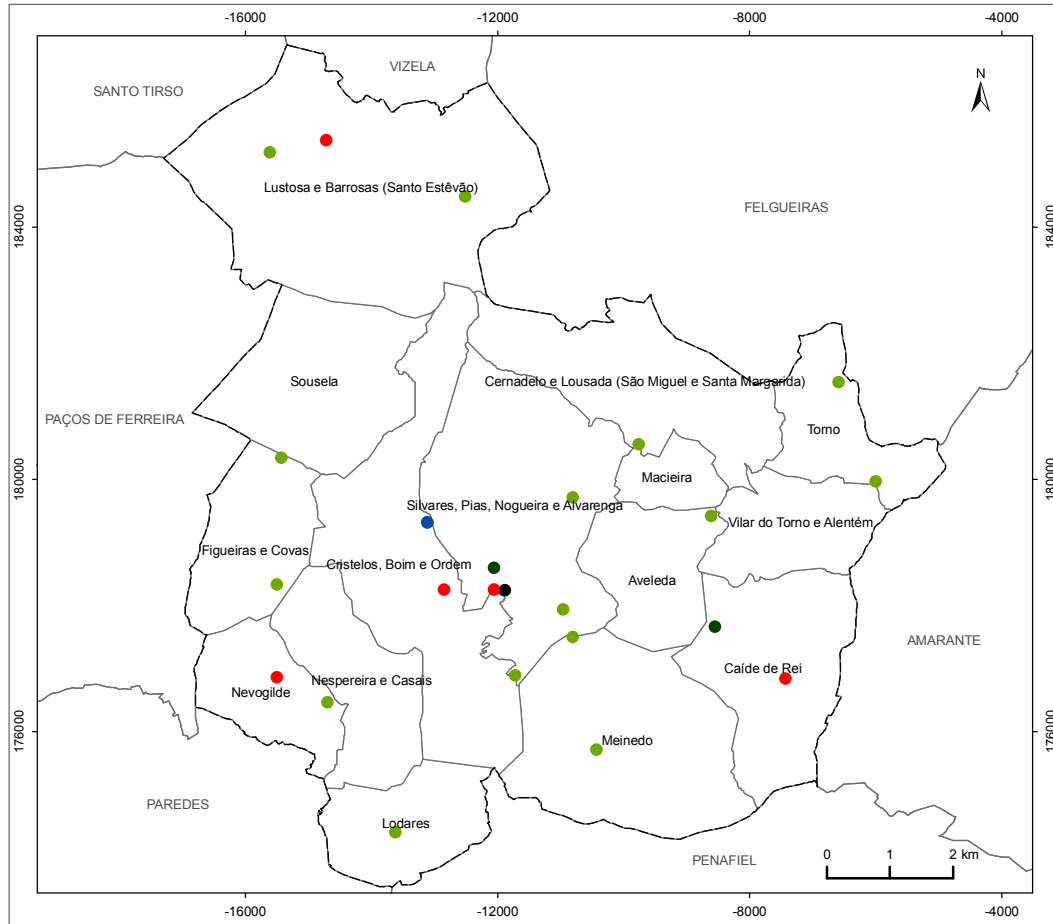 -16000
-12000
-8000
-4000
VIZELA
SANTO TIRSO
N
Lustosa e Barrosas (Santo Estêvão)
FELGUEIRAS
184000
184000
Sousela
Cernadelo e Lousada (São Miguel e Santa Margarida)
PAÇOS DE FERREIRA
Torno
Macieira
180000
180000
Silvares, Pias, Nogueira e Alvarenga
Vilar do Torno e Alentém
Figueiras e Covas
Cristelos, Boim e Ordem
Aveleda
AMARANTE
Caíde de Rei
Nespereira e Casais
Nevogilde
176000
176000
Meinedo
PAREDES
Lodares
PENAFIEL
0 1 2 km
-16000
-12000
-8000
-4000